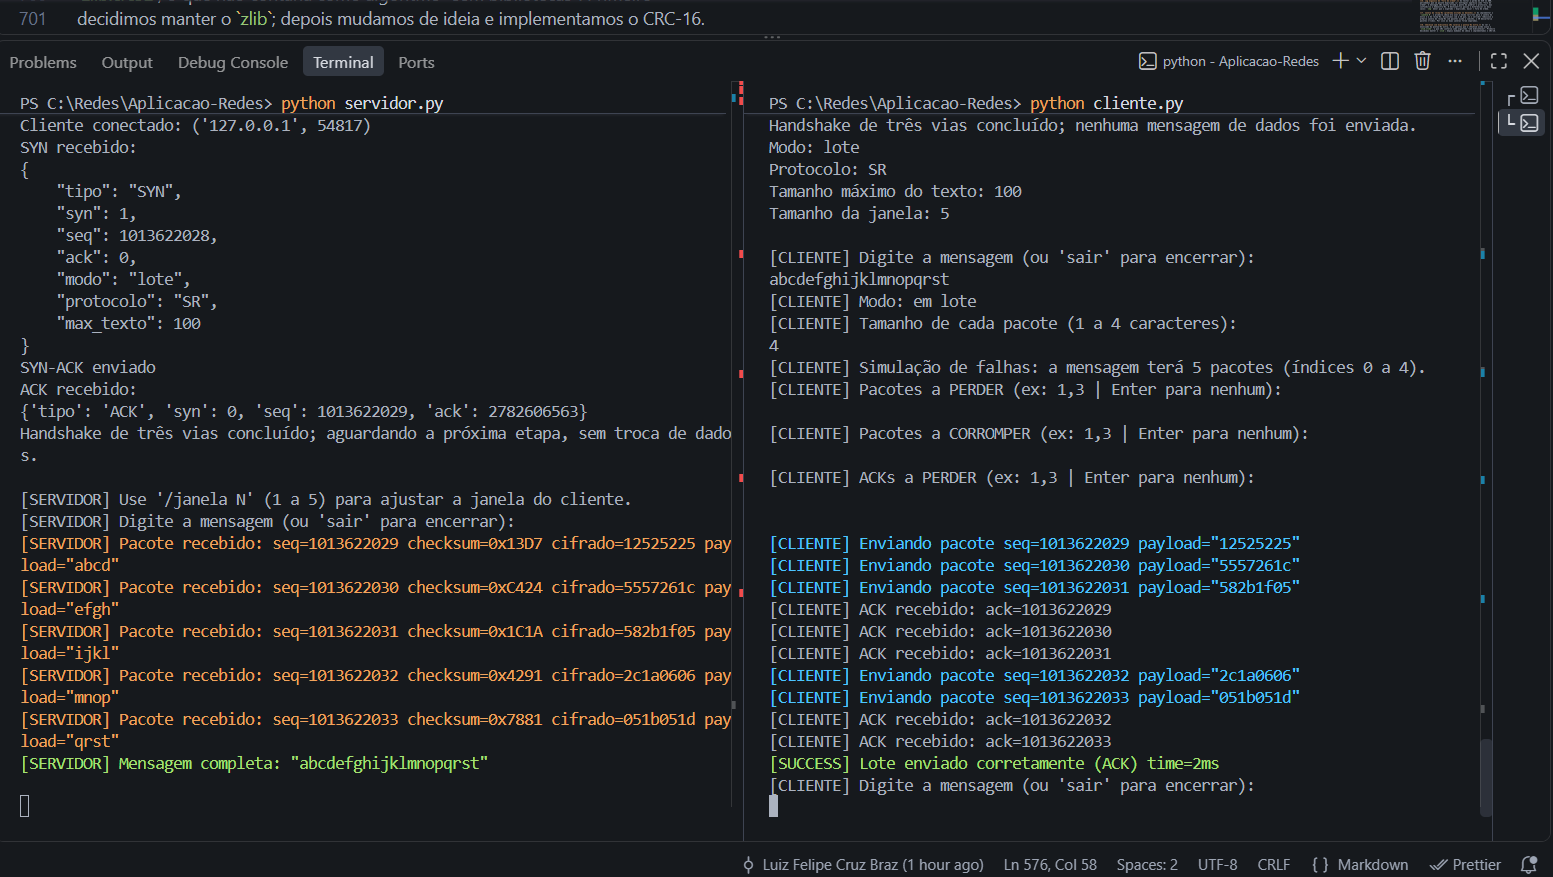 701 decidimos manter o `zlib`; depois mudamos de ideia e implementamos o CRC-16.
Problems Output Debug Console Terminal Ports
python - Aplicacao-Redes
PS C:\Redes\Aplicacao-Redes> python servidor.py
Cliente conectado: ('127.0.0.1', 54817)
SYN recebido:
{
"tipo": "SYN",
"syn": 1,
"seq": 1013622028,
"ack": 0,
"modo": "lote",
"protocolo": "SR",
"max_texto": 100
}
SYN-ACK enviado
ACK recebido:
{'tipo': 'ACK', 'syn': 0, 'seq': 1013622029, 'ack': 2782606563}
Handshake de três vias concluído; aguardando a próxima etapa, sem troca de dado
s.
[SERVIDOR] Use '/janela N' (1 a 5) para ajustar a janela do cliente.
[SERVIDOR] Digite a mensagem (ou 'sair' para encerrar):
[SERVIDOR] Pacote recebido: seq=1013622029 checksum=0x13D7 cifrado=12525225 pay
load="abcd"
[SERVIDOR] Pacote recebido: seq=1013622030 checksum=0xC424 cifrado=5557261c pay
load="efgh"
[SERVIDOR] Pacote recebido: seq=1013622031 checksum=0x1C1A cifrado=582b1f05 pay
load="ijkl"
[SERVIDOR] Pacote recebido: seq=1013622032 checksum=0x4291 cifrado=2c1a0606 pay
load="mnop"
[SERVIDOR] Pacote recebido: seq=1013622033 checksum=0x7881 cifrado=051b051d pay
load="qrst"
[SERVIDOR] Mensagem completa: "abcdefghijklmnopqrst"
PS C:\Redes\Aplicacao-Redes> python cliente.py
Handshake de três vias concluído; nenhuma mensagem de dados foi enviada.
Modo: lote
Protocolo: SR
Tamanho máximo do texto: 100
Tamanho da janela: 5
[CLIENTE] Digite a mensagem (ou 'sair' para encerrar):
abcdefghijklmnopqrst
[CLIENTE] Modo: em lote
[CLIENTE] Tamanho de cada pacote (1 a 4 caracteres):
4
[CLIENTE] Simulação de falhas: a mensagem terá 5 pacotes (índices 0 a 4).
[CLIENTE] Pacotes a PERDER (ex: 1,3 | Enter para nenhum):
[CLIENTE] Pacotes a CORROMPER (ex: 1,3 | Enter para nenhum):
[CLIENTE] ACKs a PERDER (ex: 1,3 | Enter para nenhum):
[CLIENTE] Enviando pacote seq=1013622029 payload="12525225"
[CLIENTE] Enviando pacote seq=1013622030 payload="5557261c"
[CLIENTE] Enviando pacote seq=1013622031 payload="582b1f05"
[CLIENTE] ACK recebido: ack=1013622029
[CLIENTE] ACK recebido: ack=1013622030
[CLIENTE] ACK recebido: ack=1013622031
[CLIENTE] Enviando pacote seq=1013622032 payload="2c1a0606"
[CLIENTE] Enviando pacote seq=1013622033 payload="051b051d"
[CLIENTE] ACK recebido: ack=1013622032
[CLIENTE] ACK recebido: ack=1013622033
[SUCCESS] Lote enviado corretamente (ACK) time=2ms
[CLIENTE] Digite a mensagem (ou 'sair' para encerrar):
Luiz Felipe Cruz Braz (1 hour ago) Ln 576, Col 58 Spaces: 2 UTF-8 CRLF { } Markdown Prettier